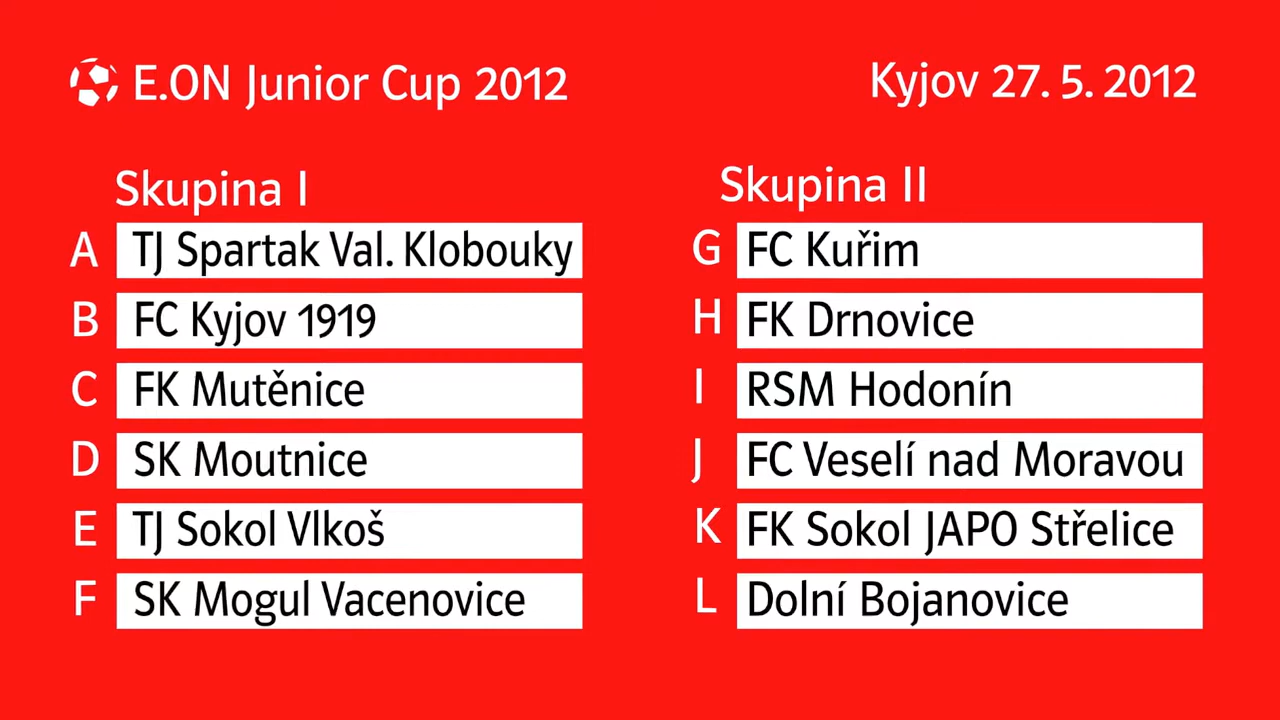 E.ON Junior Cup 2012
Kyjov 27. 5. 2012
Skupina I
A TJ Spartak Val. Klobouky
B FC Kyjov 1919
C FK Mutěnice
D SK Moutnice
E TJ Sokol Vlkoš
F SK Mogul Vacenovice
Skupina II
G FC Kuřim
H FK Drnovice
I RSM Hodonín
J FC Veselí nad Moravou
K FK Sokol JAPO Střelice
L Dolní Bojanovice